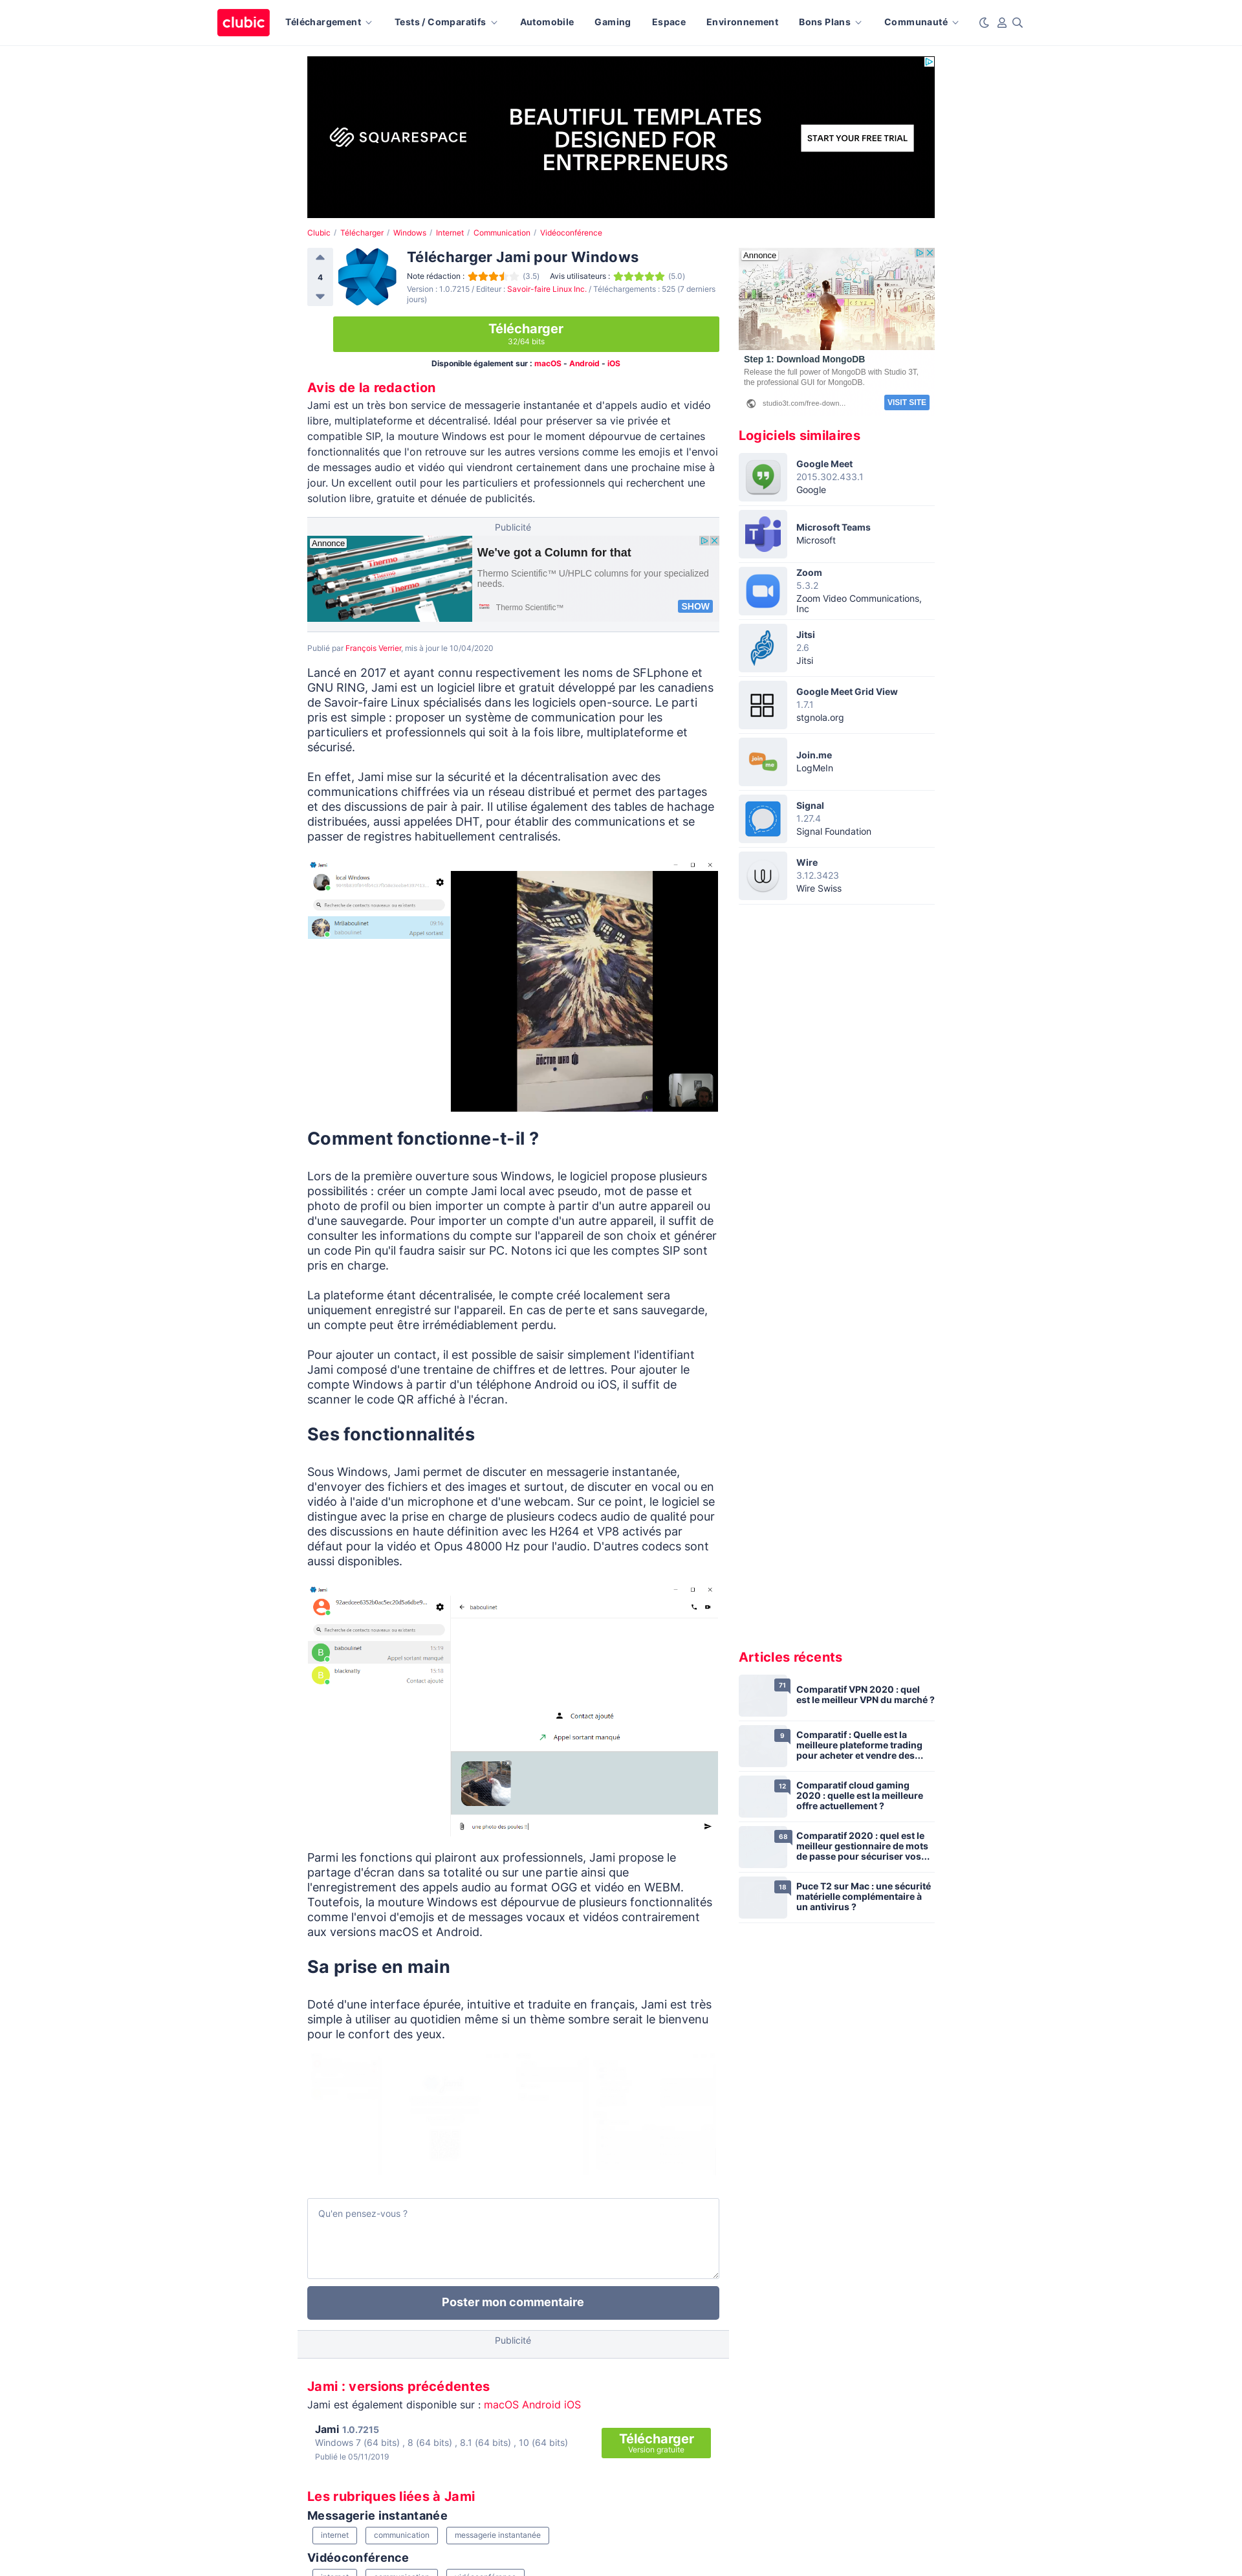 clubic
Téléchargement
Tests / Comparatifs
Automobile
Gaming
Espace
Environnement
Bons Plans
Communauté
SQUARESPACE
BEAUTIFUL TEMPLATES
DESIGNED FOR
ENTREPRENEURS
START YOUR FREE TRIAL
Clubic / Télécharger / Windows / Internet / Communication / Vidéoconférence
4
Télécharger Jami pour Windows
Note rédaction : (3.5) Avis utilisateurs : (5.0)
Version : 1.0.7215 / Editeur : Savoir-faire Linux Inc. / Téléchargements : 525 (7 derniers
jours)
Télécharger
32/64 bits
Disponible également sur : macOS - Android - iOS
Avis de la redaction
Jami est un très bon service de messagerie instantanée et d'appels audio et vidéo
libre, multiplateforme et décentralisé. Idéal pour préserver sa vie privée et
compatible SIP, la mouture Windows est pour le moment dépourvue de certaines
fonctionnalités que l'on retrouve sur les autres versions comme les emojis et l'envoi
de messages audio et vidéo qui viendront certainement dans une prochaine mise à
jour. Un excellent outil pour les particuliers et professionnels qui recherchent une
solution libre, gratuite et dénuée de publicités.
Publicité
Annonce
We've got a Column for that
Thermo Scientific™ U/HPLC columns for your specialized
needs.
Thermo Scientific™
SHOW
Publié par François Verrier, mis à jour le 10/04/2020
Lancé en 2017 et ayant connu respectivement les noms de SFLphone et
GNU RING, Jami est un logiciel libre et gratuit développé par les canadiens
de Savoir-faire Linux spécialisés dans les logiciels open-source. Le parti
pris est simple : proposer un système de communication pour les
particuliers et professionnels qui soit à la fois libre, multiplateforme et
sécurisé.
En effet, Jami mise sur la sécurité et la décentralisation avec des
communications chiffrées via un réseau distribué et permet des partages
et des discussions de pair à pair. Il utilise également des tables de hachage
distribuées, aussi appelées DHT, pour établir des communications et se
passer de registres habituellement centralisés.
Jami
local Windows
Recherche de contacts nouveaux ou existants
Mrllaboulinet
baboulinet
Appel sortant
DOCTOR WHO
Comment fonctionne-t-il ?
Lors de la première ouverture sous Windows, le logiciel propose plusieurs
possibilités : créer un compte Jami local avec pseudo, mot de passe et
photo de profil ou bien importer un compte à partir d'un autre appareil ou
d'une sauvegarde. Pour importer un compte d'un autre appareil, il suffit de
consulter les informations du compte sur l'appareil de son choix et générer
un code Pin qu'il faudra saisir sur PC. Notons ici que les comptes SIP sont
pris en charge.
La plateforme étant décentralisée, le compte créé localement sera
uniquement enregistré sur l'appareil. En cas de perte et sans sauvegarde,
un compte peut être irrémédiablement perdu.
Pour ajouter un contact, il est possible de saisir simplement l'identifiant
Jami composé d'une trentaine de chiffres et de lettres. Pour ajouter le
compte Windows à partir d'un téléphone Android ou iOS, il suffit de
scanner le code QR affiché à l'écran.
Ses fonctionnalités
Sous Windows, Jami permet de discuter en messagerie instantanée,
d'envoyer des fichiers et des images et surtout, de discuter en vocal ou en
vidéo à l'aide d'un microphone et d'une webcam. Sur ce point, le logiciel se
distingue avec la prise en charge de plusieurs codecs audio de qualité pour
des discussions en haute définition avec les H264 et VP8 activés par
défaut pour la vidéo et Opus 48000 Hz pour l'audio. D'autres codecs sont
aussi disponibles.
Jami
92aedcee6352b0ac5ec20d5a6dbe9...
baboulinet
Recherche de contacts nouveaux ou existants
B
baboulinet
15:19
Appel sortant manqué
B
blacknally
15:18
Contact ajouté
Contact ajouté
Appel sortant manqué
une photo des poules !!
Parmi les fonctions qui plairont aux professionnels, Jami propose le
partage d'écran dans sa totalité ou sur une partie ainsi que
l'enregistrement des appels audio au format OGG et vidéo en WEBM.
Toutefois, la mouture Windows est dépourvue de plusieurs fonctionnalités
comme l'envoi d'emojis et de messages vocaux et vidéos contrairement
aux versions macOS et Android.
Sa prise en main
Doté d'une interface épurée, intuitive et traduite en français, Jami est très
simple à utiliser au quotidien même si un thème sombre serait le bienvenu
pour le confort des yeux.
Qu'en pensez-vous ?
Poster mon commentaire
Publicité
Jami : versions précédentes
Jami est également disponible sur : macOS Android iOS
Jami 1.0.7215
Windows 7 (64 bits) , 8 (64 bits) , 8.1 (64 bits) , 10 (64 bits)
Publié le 05/11/2019
Télécharger
Version gratuite
Les rubriques liées à Jami
Messagerie instantanée
internet
communication
messagerie instantanée
Vidéoconférence
Annonce
Step 1: Download MongoDB
Release the full power of MongoDB with Studio 3T,
the professional GUI for MongoDB.
studio3t.com/free-down...
VISIT SITE
Logiciels similaires
Google Meet
2015.302.433.1
Google
Microsoft Teams
Microsoft
Zoom
5.3.2
Zoom Video Communications,
Inc
Jitsi
2.6
Jitsi
Google Meet Grid View
1.7.1
stgnola.org
join
me
Join.me
LogMeIn
Signal
1.27.4
Signal Foundation
Wire
3.12.3423
Wire Swiss
Articles récents
71
Comparatif VPN 2020 : quel
est le meilleur VPN du marché ?
9
Comparatif : Quelle est la
meilleure plateforme trading
pour acheter et vendre des...
12
Comparatif cloud gaming
2020 : quelle est la meilleure
offre actuellement ?
68
Comparatif 2020 : quel est le
meilleur gestionnaire de mots
de passe pour sécuriser vos...
18
Puce T2 sur Mac : une sécurité
matérielle complémentaire à
un antivirus ?